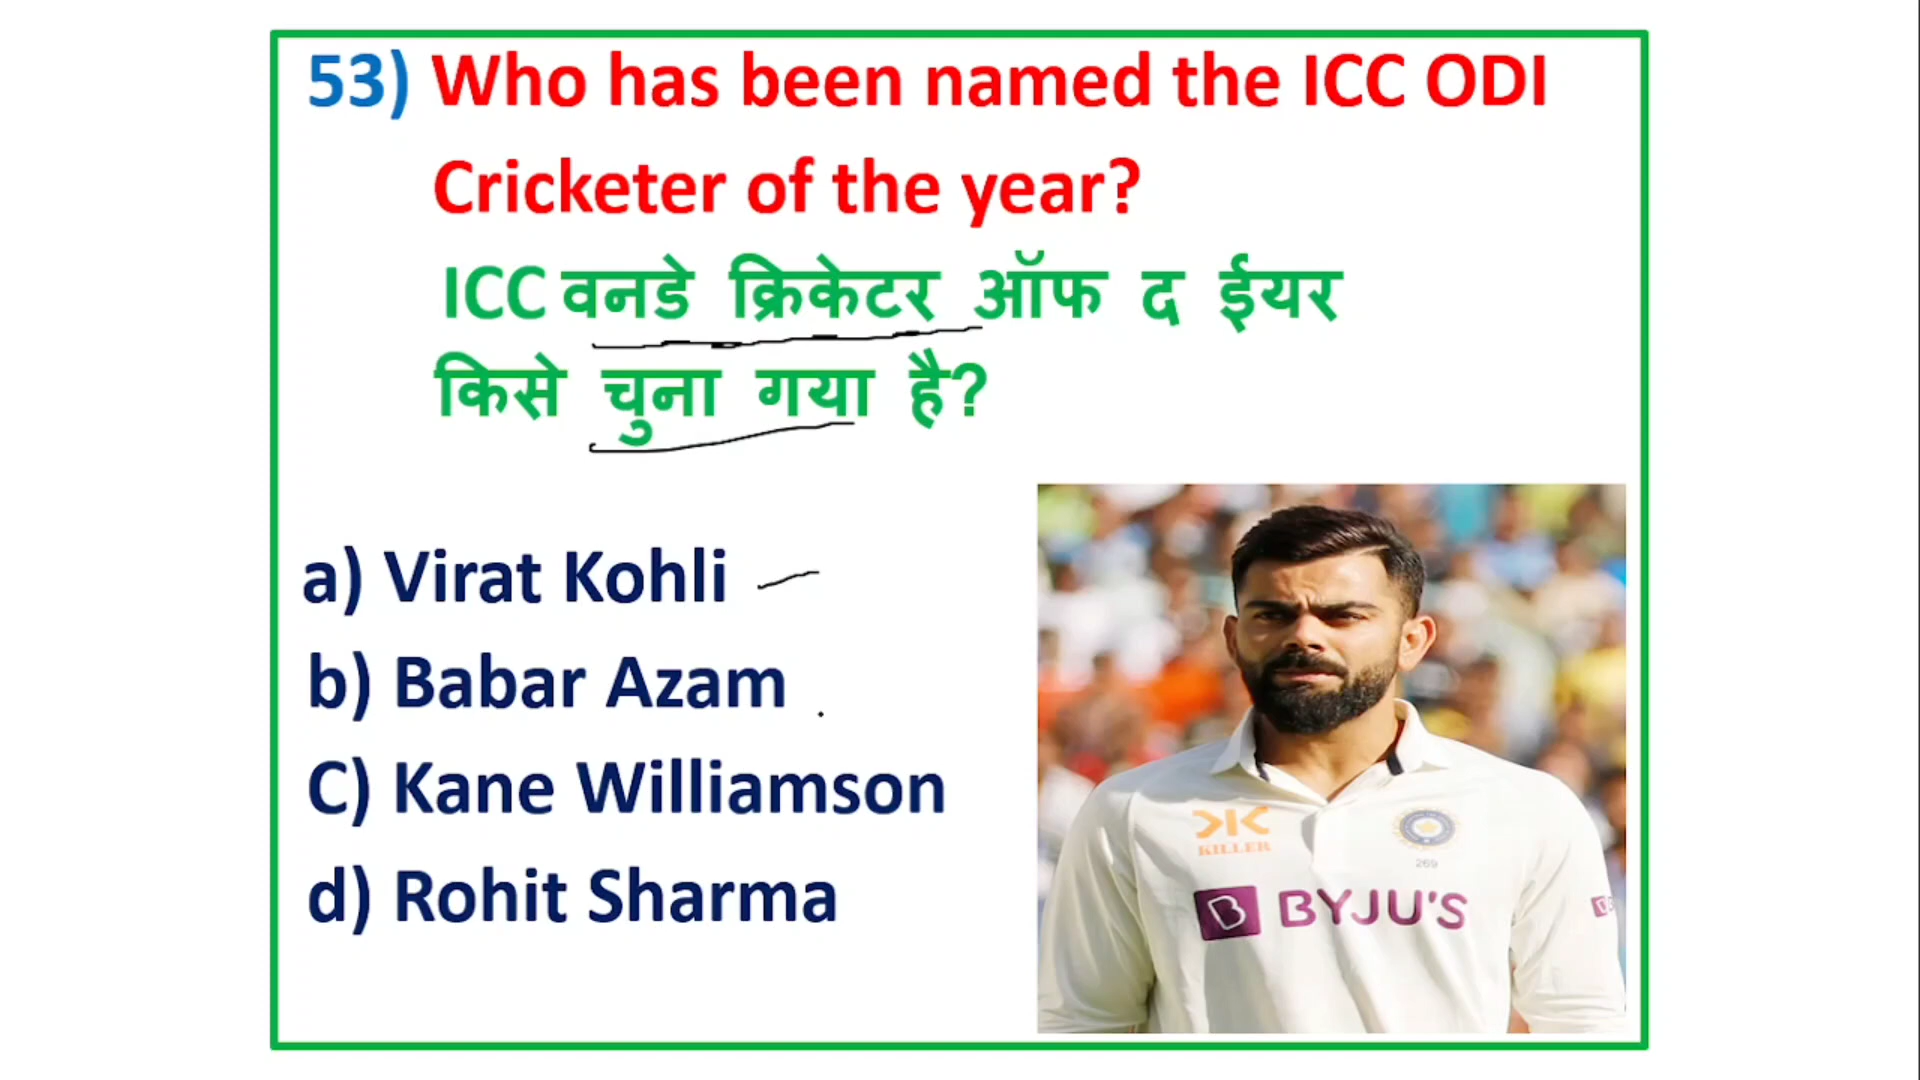 53) Who has been named the ICC ODI
Cricketer of the year?
ICC वनडे क्रिकेटर ऑफ द ईयर
किसे चुना गया है?
a) Virat Kohli
b) Babar Azam
C) Kane Williamson
d) Rohit Sharma
KILLER
269
B BYJU'S